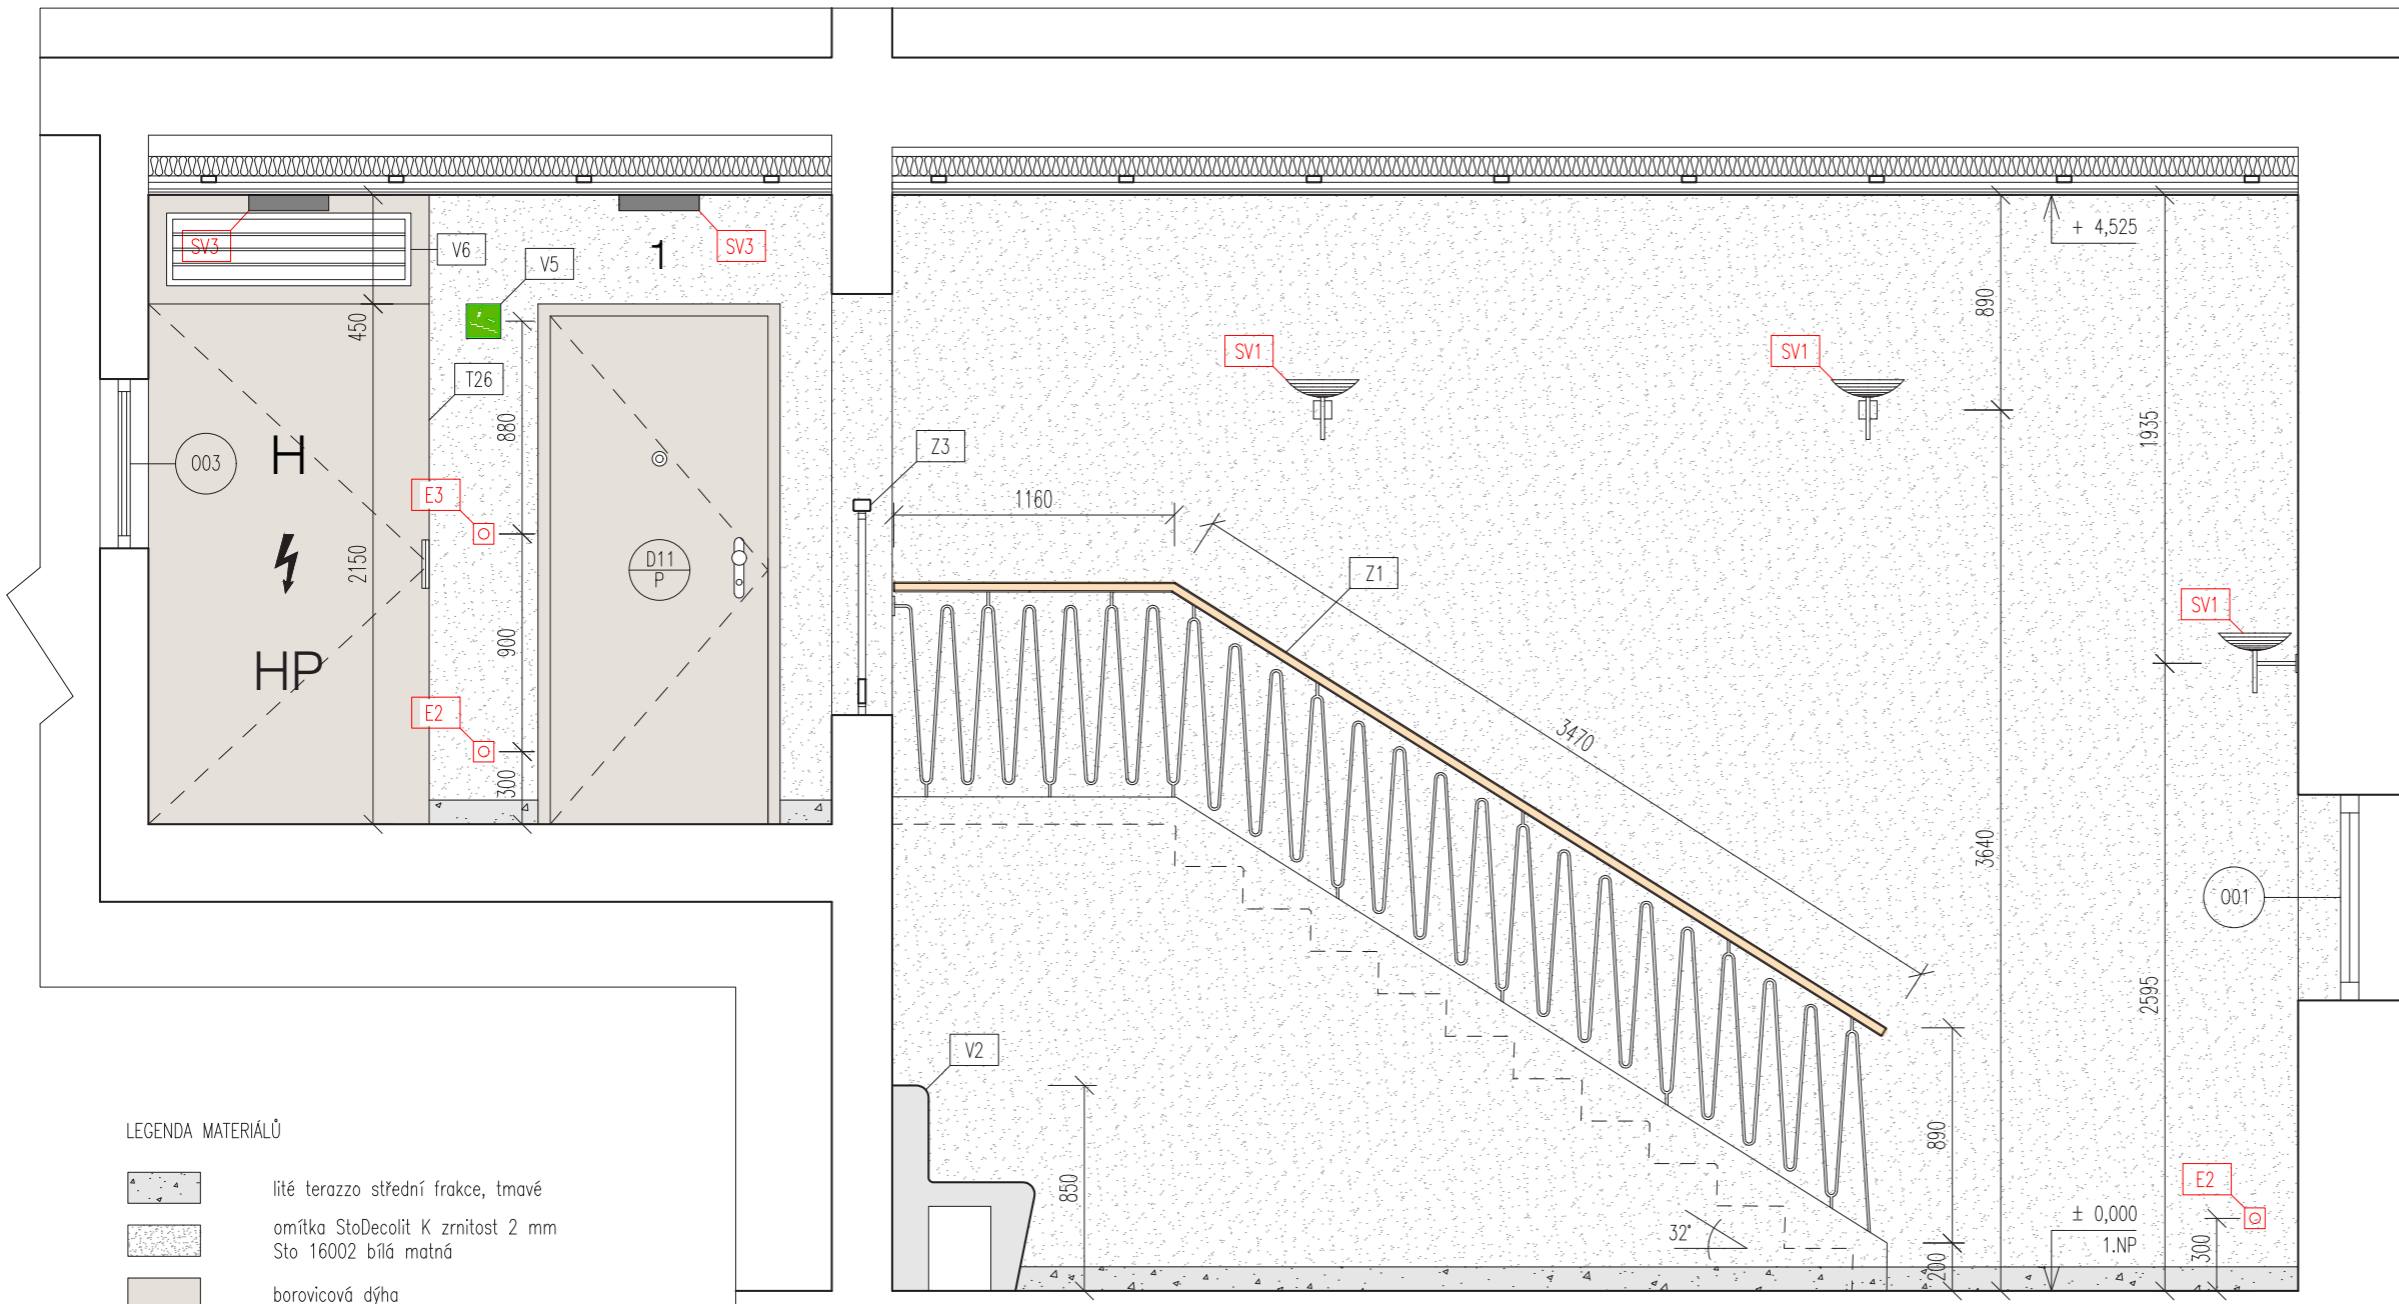 SV3
V6
V5
1
SV3
+ 4,525
450
890
T26
SV1
SV1
880
1935
003
H
Z3
E3
1160
2150
D11
P
Z1
SV1
900
HP
E2
3470
300
3640
001
2595
V2
LEGENDA MATERIÁLŮ
850
890
lité terazzo střední frakce, tmavé
E2
omítka StoDecolit K zrnitost 2 mm
Sto 16002 bílá matná
32°
± 0,000
1.NP
200
300
borovicová dýha